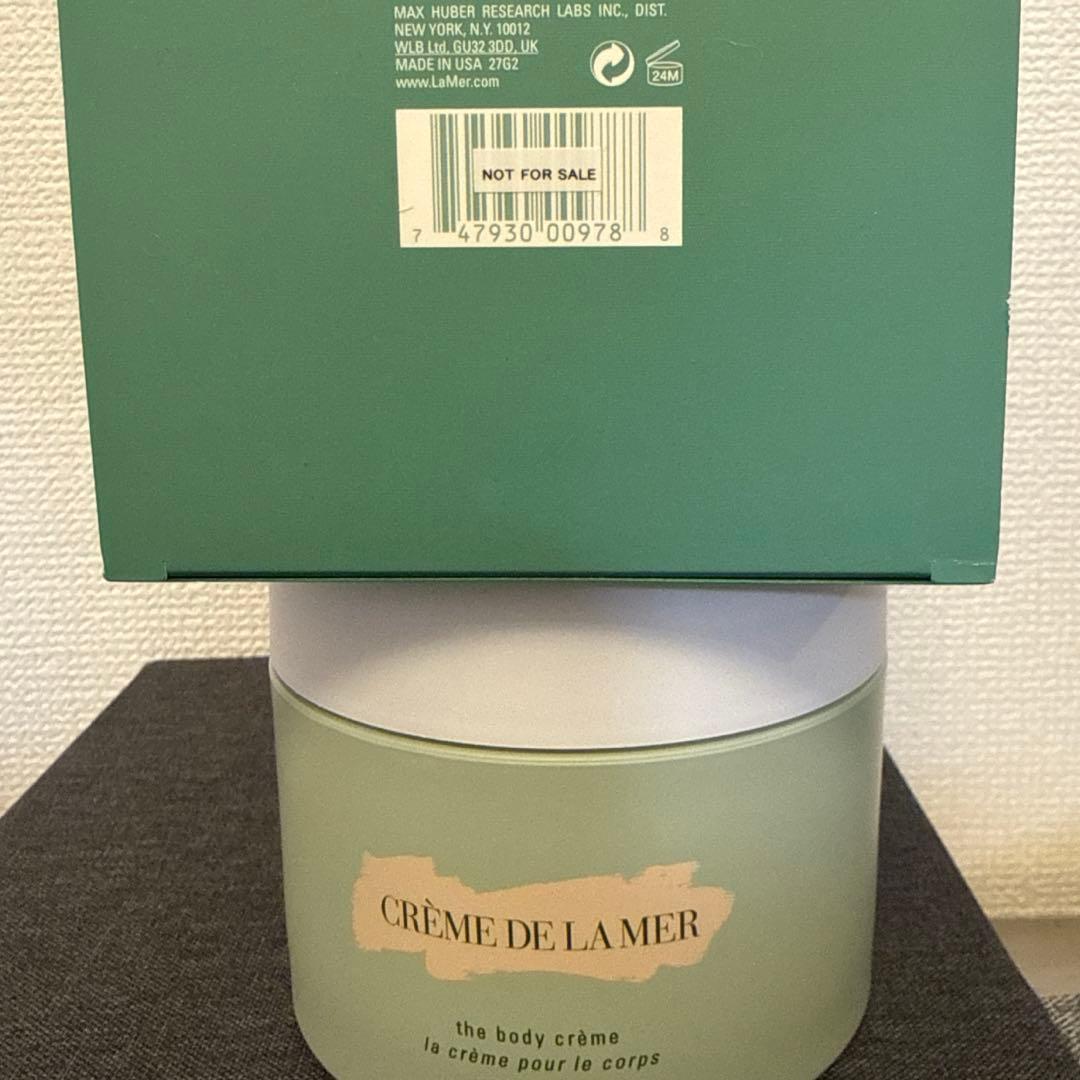 MAX HUBER RESEARCH LABS INC., DIST.
NEW YORK, N.Y. 10012
WLB Ltd, GU32 3DD, UK
MADE IN USA 27G2
www.LaMer.com
24M
NOT FOR SALE
7 47930 00978 8
CRÈME DE LA MER
the body crème
la crème pour le corps